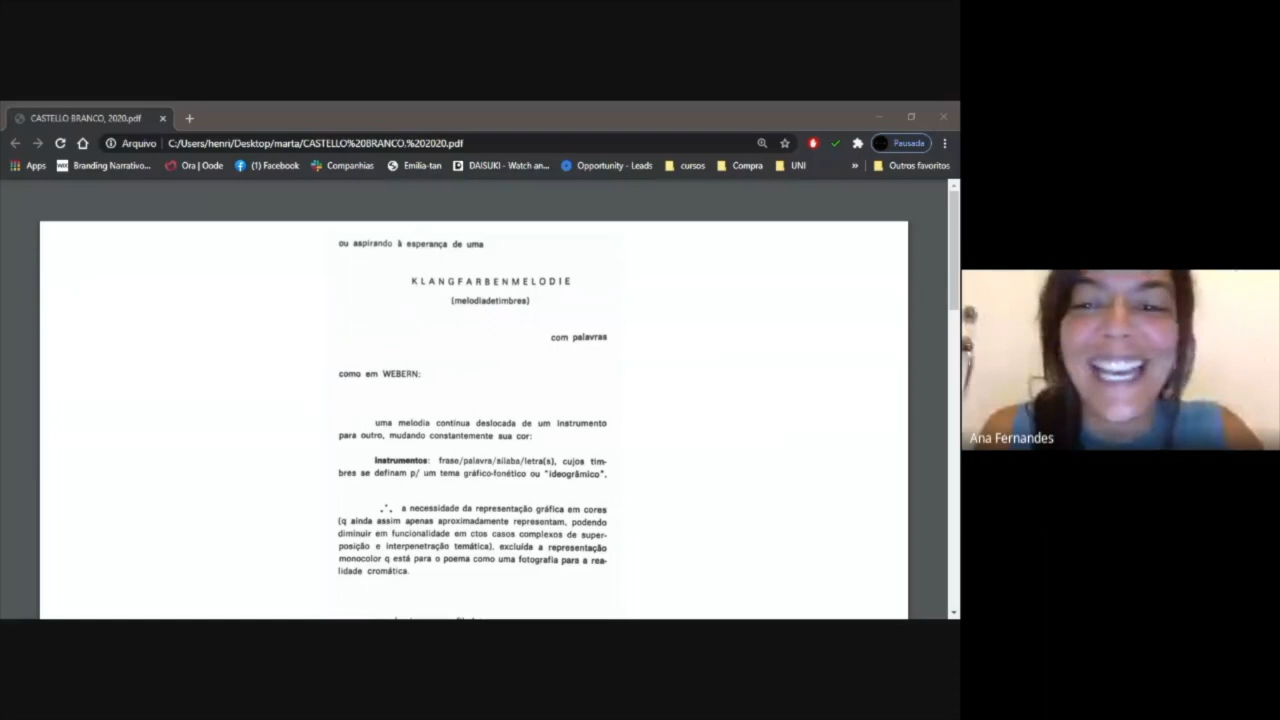 CASTELLO BRANCO, 2020.pdf
Arquivo C:/Users/henri/Desktop/marta/CASTELLO%20BRANCO,%202020.pdf Pausada
Apps Branding Narrativo... Ora | Oode (1) Facebook Companhias Emilia-tan DAISUKI - Watch an... Opportunity - Leads cursos Compra UNI » Outros favoritos
ou aspirando à esperança de uma
KLANGFARBENMELODIE
(melodiadetimbres)
com palavras
como em WEBERN:
uma melodia contínua deslocada de um instrumento
para outro, mudando constantemente sua cor:
instrumentos: frase/palavra/sílaba/letra(s), cujos tim-
bres se definam p/ um tema gráfico-fonético ou "ideogrâmico".
∴ a necessidade da representação gráfica em cores
(q ainda assim apenas aproximadamente representam, podendo
diminuir em funcionalidade em ctos casos complexos de super-
posição e interpenetração temática), excluída a representação
monocolor q está para o poema como uma fotografia para a rea-
lidade cromática.
Ana Fernandes